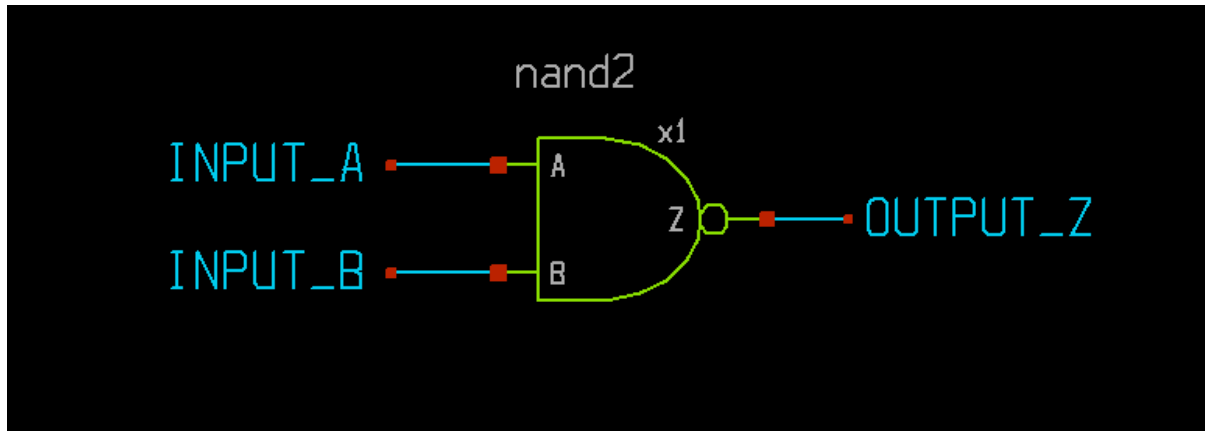 nand2
x1
INPUT_A
A
Z
OUTPUT_Z
INPUT_B
B